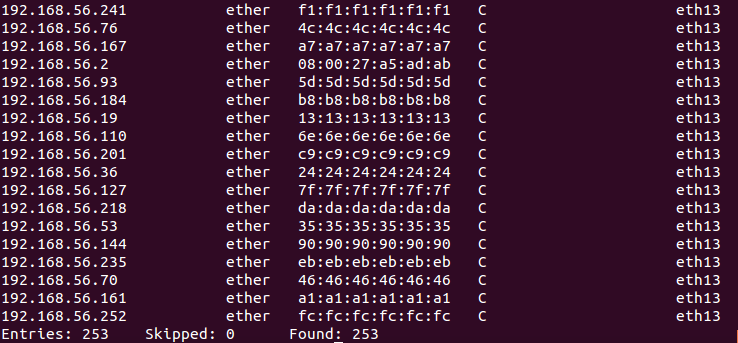 192.168.56.241 ether f1:f1:f1:f1:f1:f1 C eth13
192.168.56.76 ether 4c:4c:4c:4c:4c:4c C eth13
192.168.56.167 ether a7:a7:a7:a7:a7:a7 C eth13
192.168.56.2 ether 08:00:27:a5:ad:ab C eth13
192.168.56.93 ether 5d:5d:5d:5d:5d:5d C eth13
192.168.56.184 ether b8:b8:b8:b8:b8:b8 C eth13
192.168.56.19 ether 13:13:13:13:13:13 C eth13
192.168.56.110 ether 6e:6e:6e:6e:6e:6e C eth13
192.168.56.201 ether c9:c9:c9:c9:c9:c9 C eth13
192.168.56.36 ether 24:24:24:24:24:24 C eth13
192.168.56.127 ether 7f:7f:7f:7f:7f:7f C eth13
192.168.56.218 ether da:da:da:da:da:da C eth13
192.168.56.53 ether 35:35:35:35:35:35 C eth13
192.168.56.144 ether 90:90:90:90:90:90 C eth13
192.168.56.235 ether eb:eb:eb:eb:eb:eb C eth13
192.168.56.70 ether 46:46:46:46:46:46 C eth13
192.168.56.161 ether a1:a1:a1:a1:a1:a1 C eth13
192.168.56.252 ether fc:fc:fc:fc:fc:fc C eth13
Entries: 253 Skipped: 0 Found: 253